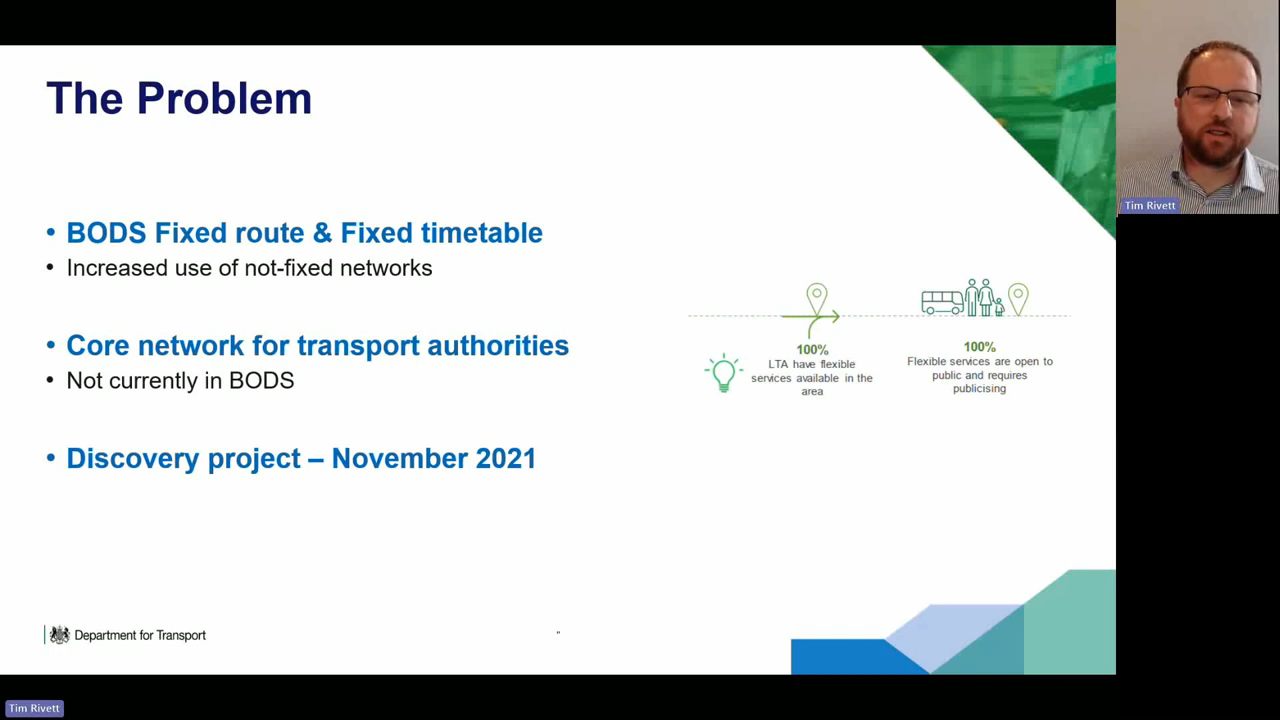 The Problem
• BODS Fixed route & Fixed timetable
• Increased use of not-fixed networks
• Core network for transport authorities
• Not currently in BODS
• Discovery project – November 2021
100%
LTA have flexible
services available in the
area
100%
Flexible services are open to
public and requires
publicising
Department for Transport
"
Tim Rivett
Tim Rivett